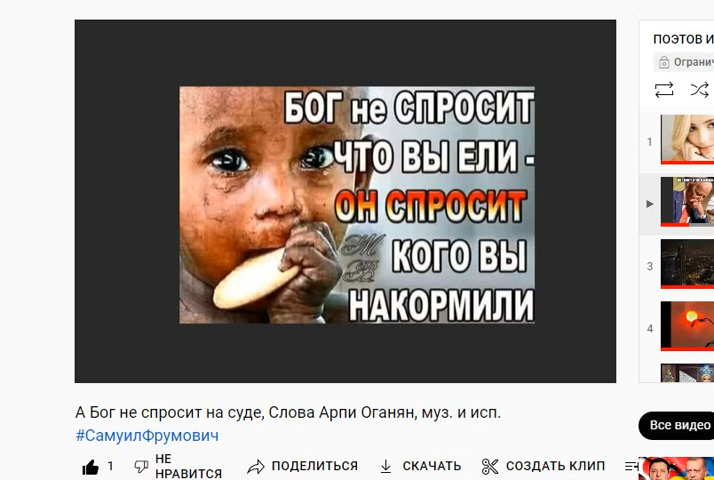 БОГ не СПРОСИТ
ЧТО ВЫ ЕЛИ -
ОН СПРОСИТ
КОГО ВЫ
НАКОРМИЛИ
А Бог не спросит на суде, Слова Арпи Оганян, муз. и исп.
#СамуилФрумович
1
НЕ
НРАВИТСЯ
ПОДЕЛИТЬСЯ
СКАЧАТЬ
СОЗДАТЬ КЛИП
ПОЭТОВ И
Огранич
1
3
4
Все видео